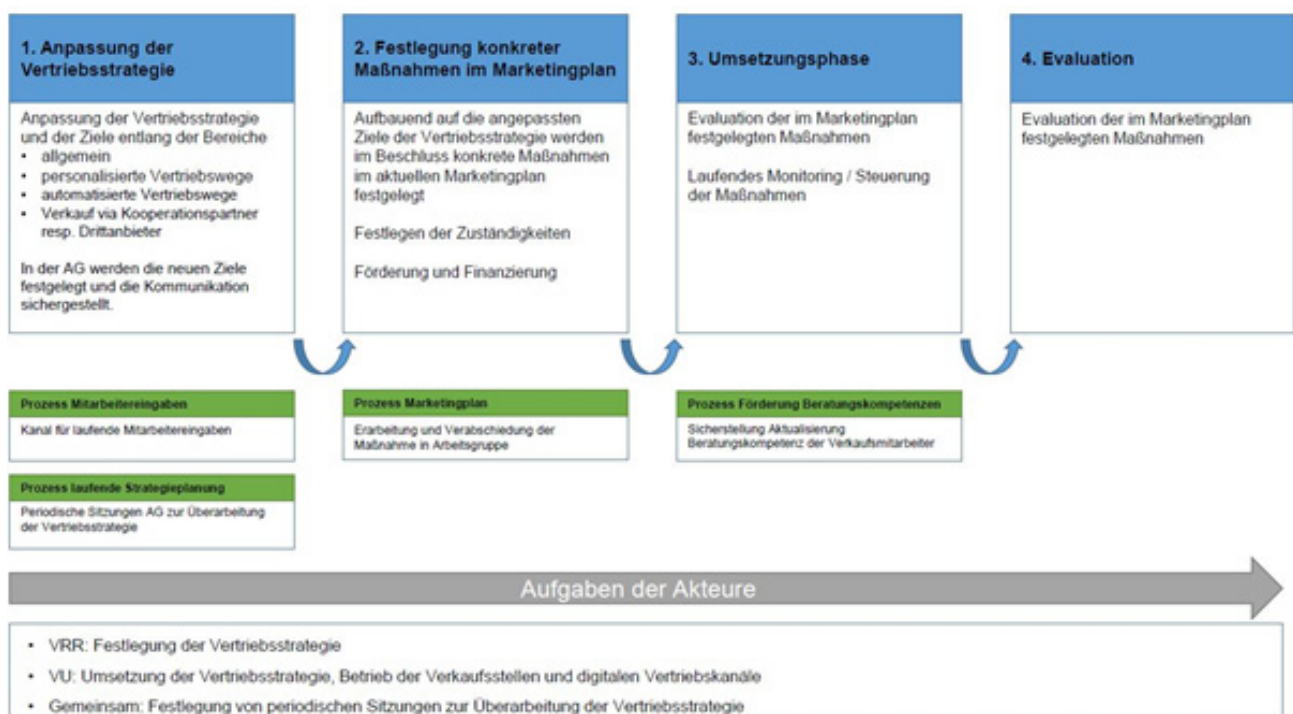 1. Anpassung der
Vertriebsstrategie
Anpassung der Vertriebsstrategie
und der Ziele entlang der Bereiche
• allgemein
• personalisierte Vertriebswege
• automatisierte Vertriebswege
• Verkauf via Kooperationspartner
resp. Drittanbieter
In der AG werden die neuen Ziele
festgelegt und die Kommunikation
sichergestellt.
2. Festlegung konkreter
Maßnahmen im Marketingplan
Aufbauend auf die angepassten
Ziele der Vertriebsstrategie werden
im Beschluss konkrete Maßnahmen
im aktuellen Marketingplan
festgelegt
Festlegen der Zuständigkeiten
Förderung und Finanzierung
3. Umsetzungsphase
Evaluation der im Marketingplan
festgelegten Maßnahmen
Laufendes Monitoring / Steuerung
der Maßnahmen
4. Evaluation
Evaluation der im Marketingplan
festgelegten Maßnahmen
Prozess Mitarbeitereingaben
Kanal für laufende Mitarbeitereingaben
Prozess laufende Strategieplanung
Periodische Sitzungen AG zur Überarbeitung
der Vertriebsstrategie
Prozess Marketingplan
Erarbeitung und Verabschiedung der
Maßnahme in Arbeitsgruppe
Prozess Förderung Beratungskompetenzen
Sicherstellung Aktualisierung
Beratungskompetenz der Verkaufsmitarbeiter
Aufgaben der Akteure
• VRR: Festlegung der Vertriebsstrategie
• VU: Umsetzung der Vertriebsstrategie, Betrieb der Verkaufsstellen und digitalen Vertriebskanäle
• Gemeinsam: Festlegung von periodischen Sitzungen zur Überarbeitung der Vertriebsstrategie